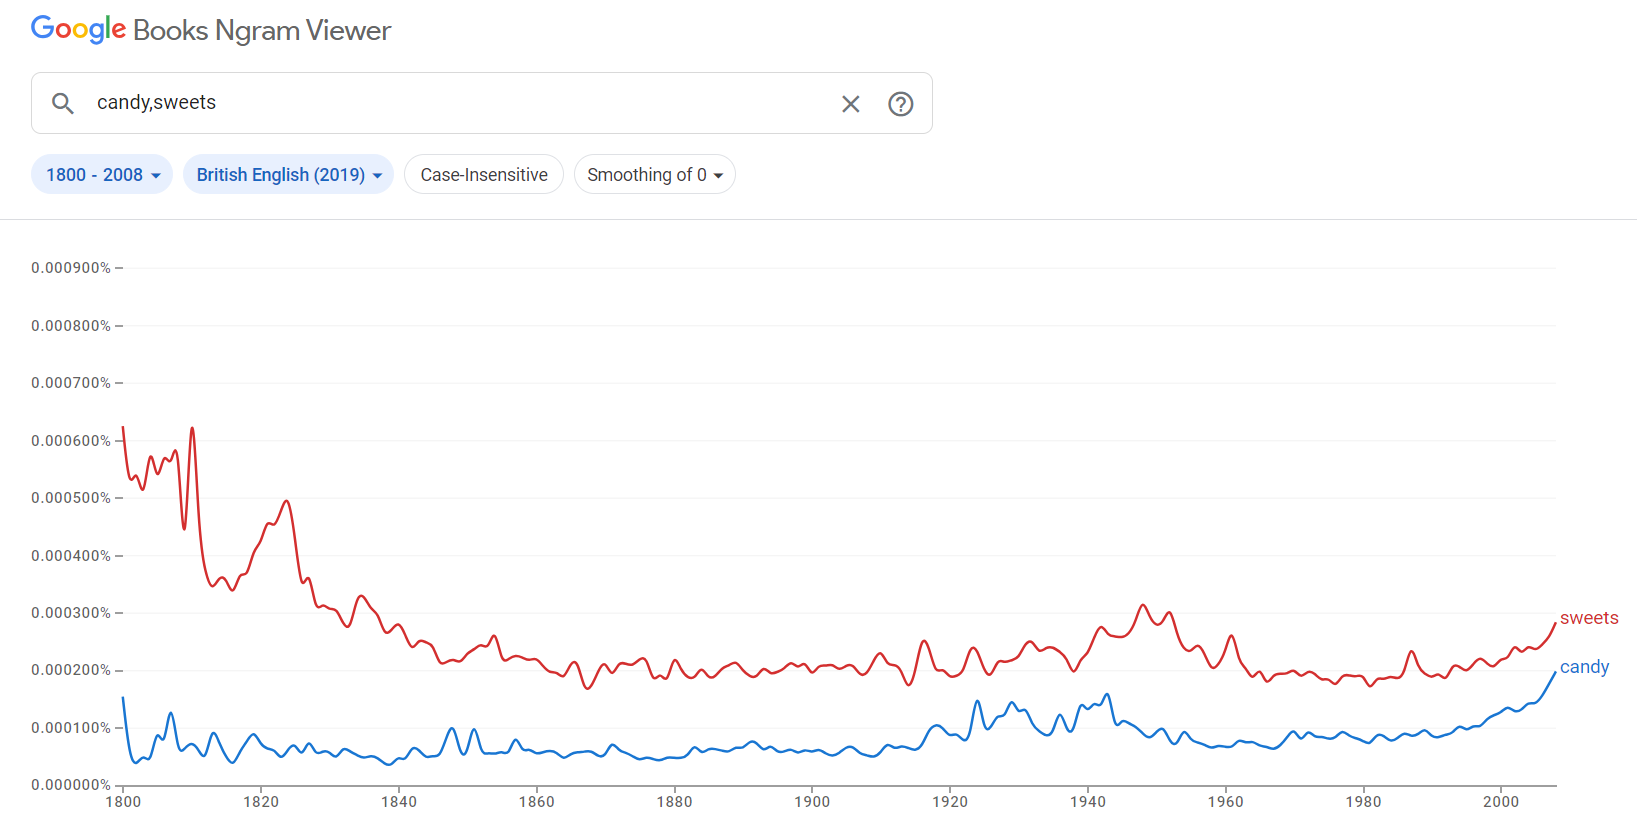 Google Books Ngram Viewer
candy,sweets
1800 - 2008
British English (2019)
Case-Insensitive
Smoothing of 0
0.000900%
0.000800%
0.000700%
0.000600%
0.000500%
0.000400%
0.000300%
0.000200%
0.000100%
0.000000%
sweets
candy
1800 1820 1840 1860 1880 1900 1920 1940 1960 1980 2000